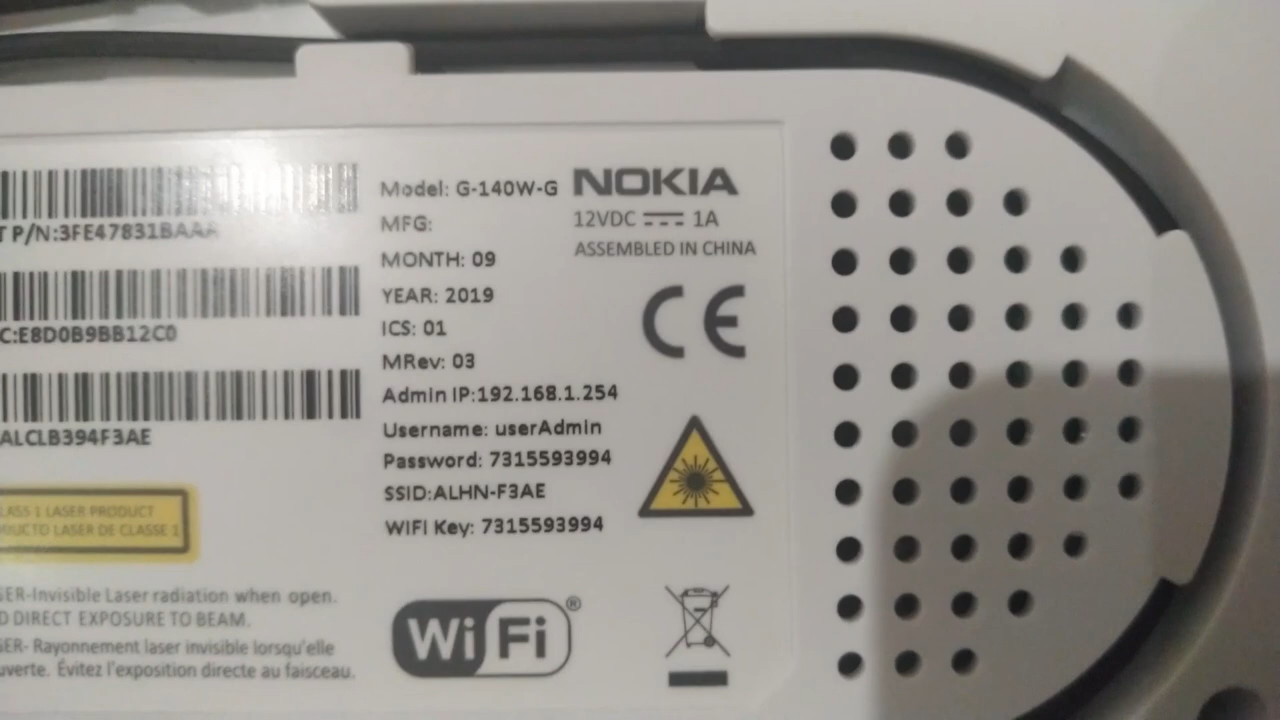 T P/N:3FE47831BAAA
C:E8D0B9BB12C0
ALCLB394F3AE
LASS 1 LASER PRODUCT
DUCTO LASER DE CLASSE 1
SER-Invisible Laser radiation when open.
D DIRECT EXPOSURE TO BEAM.
SER- Rayonnement laser invisible lorsqu'elle
uverte. Évitez l'exposition directe au faisceau.
Model: G-140W-G
MFG:
MONTH: 09
YEAR: 2019
ICS: 01
MRev: 03
Admin IP:192.168.1.254
Username: userAdmin
Password: 7315593994
SSID:ALHN-F3AE
WiFi Key: 7315593994
WiFi®
NOKIA
12VDC 1A
ASSEMBLED IN CHINA
CE